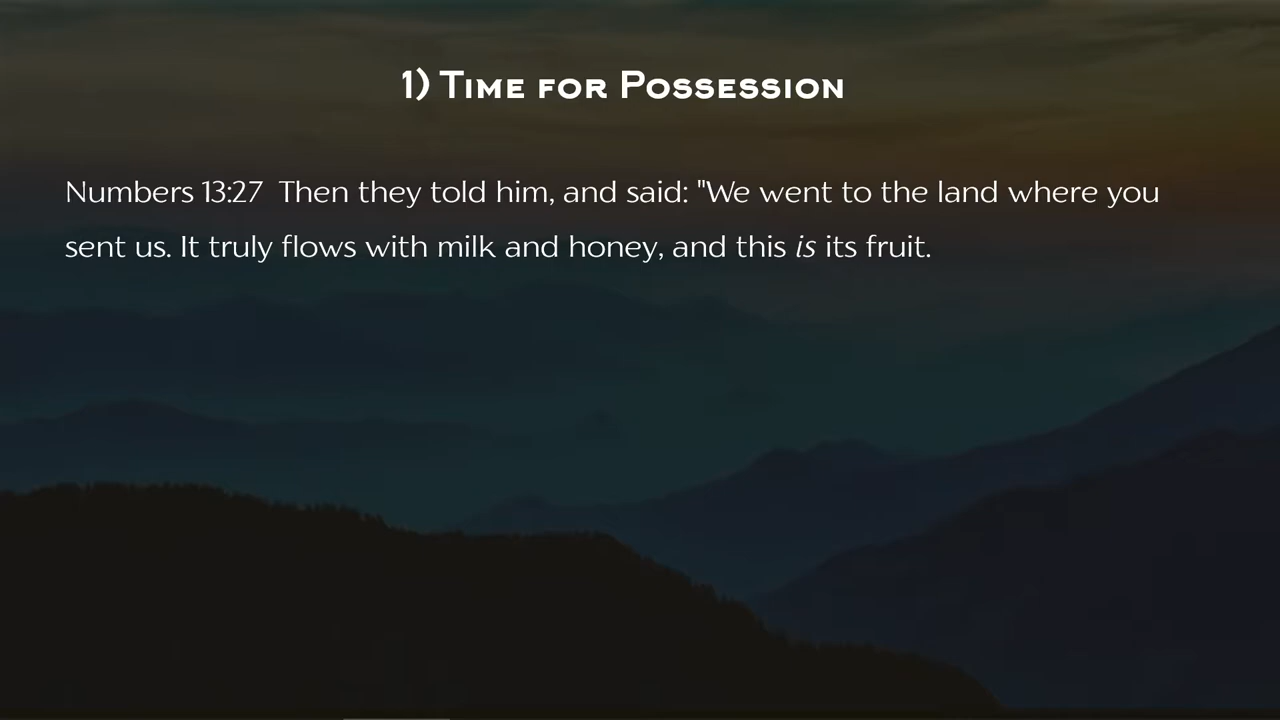 1) Time for Possession
Numbers 13:27  Then they told him, and said: "We went to the land where you
sent us. It truly flows with milk and honey, and this is its fruit.